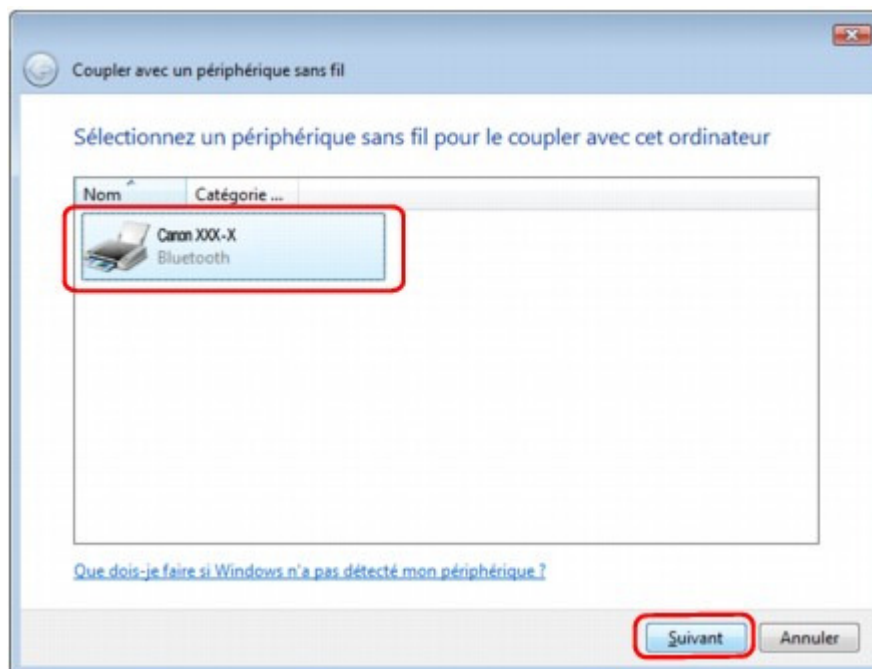 Coupler avec un périphérique sans fil
Sélectionnez un périphérique sans fil pour le coupler avec cet ordinateur
Nom Catégorie ...
Canon XXX-X
Bluetooth
Que dois-je faire si Windows n'a pas détecté mon périphérique ?
Suivant Annuler